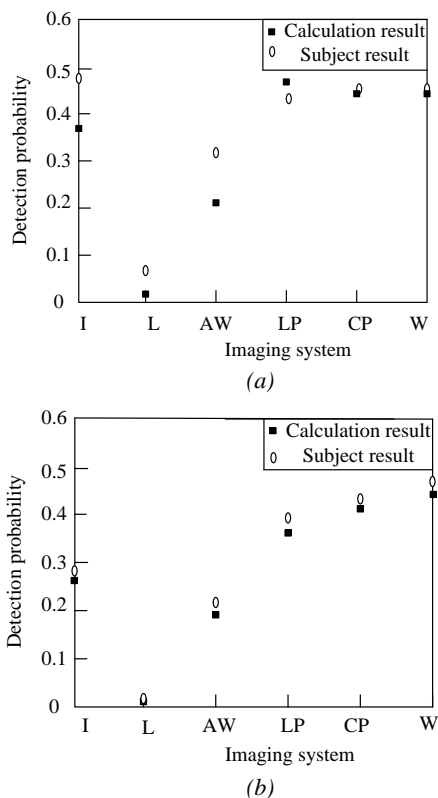 0.6
Calculation result
Subject result
0.5
0.4
0.3
0.2
0.1
0
Detection probability
I L AW LP CP W
Imaging system
(a)
0.6
Calculation result
Subject result
0.5
0.4
0.3
0.2
0.1
0
Detection probability
I L AW LP CP W
Imaging system
(b)